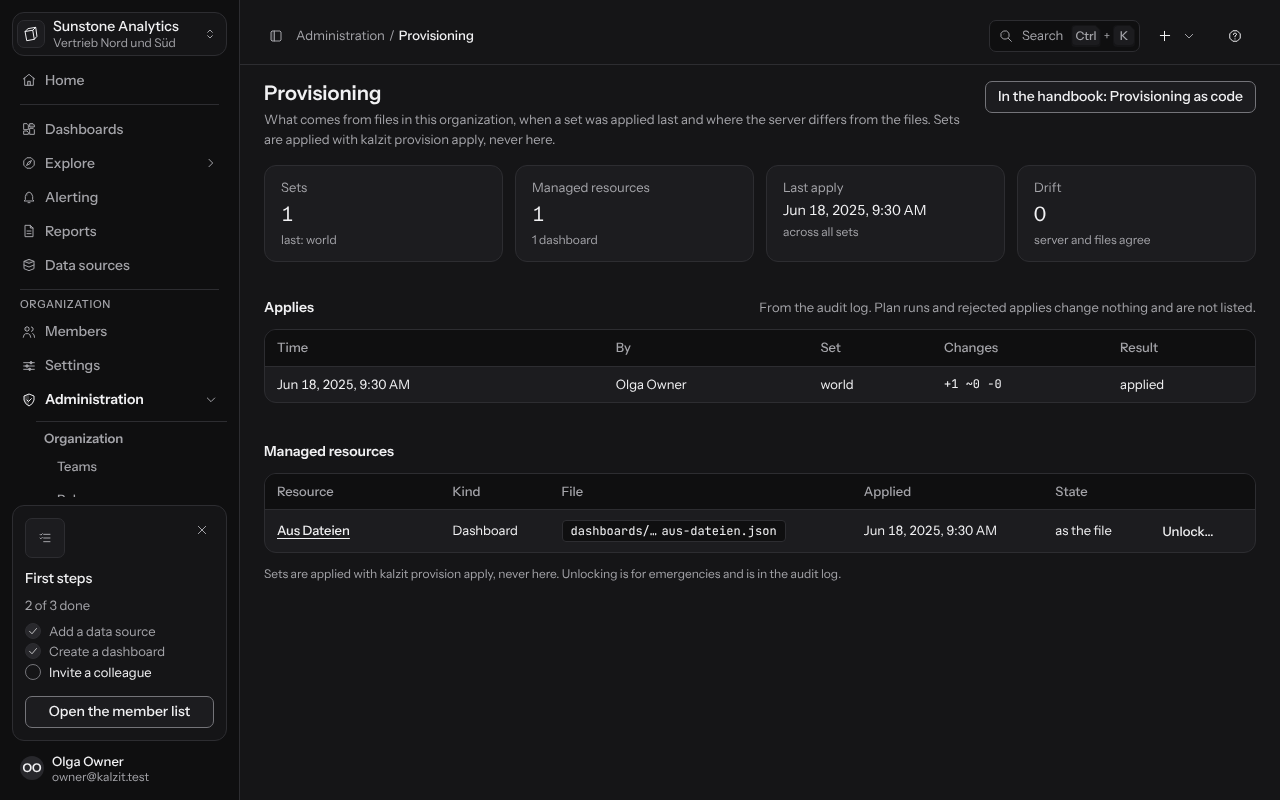 Sunstone Analytics
Vertrieb Nord und Süd
Home
Dashboards
Explore
Alerting
Reports
Data sources
ORGANIZATION
Members
Settings
Administration
Organization
Teams
First steps
2 of 3 done
Add a data source
Create a dashboard
Invite a colleague
Open the member list
OO
Olga Owner
owner@kalzit.test
Administration / Provisioning
Search Ctrl + K
Provisioning
What comes from files in this organization, when a set was applied last and where the server differs from the files. Sets
are applied with kalzit provision apply, never here.
In the handbook: Provisioning as code
Sets
1
last: world
Managed resources
1
1 dashboard
Last apply
Jun 18, 2025, 9:30 AM
across all sets
Drift
0
server and files agree
Applies
From the audit log. Plan runs and rejected applies change nothing and are not listed.
Time By Set Changes Result
Jun 18, 2025, 9:30 AM Olga Owner world +1 ~0 -0 applied
Managed resources
Resource Kind File Applied State
Aus Dateien Dashboard dashboards/… aus-dateien.json Jun 18, 2025, 9:30 AM as the file Unlock…
Sets are applied with kalzit provision apply, never here. Unlocking is for emergencies and is in the audit log.